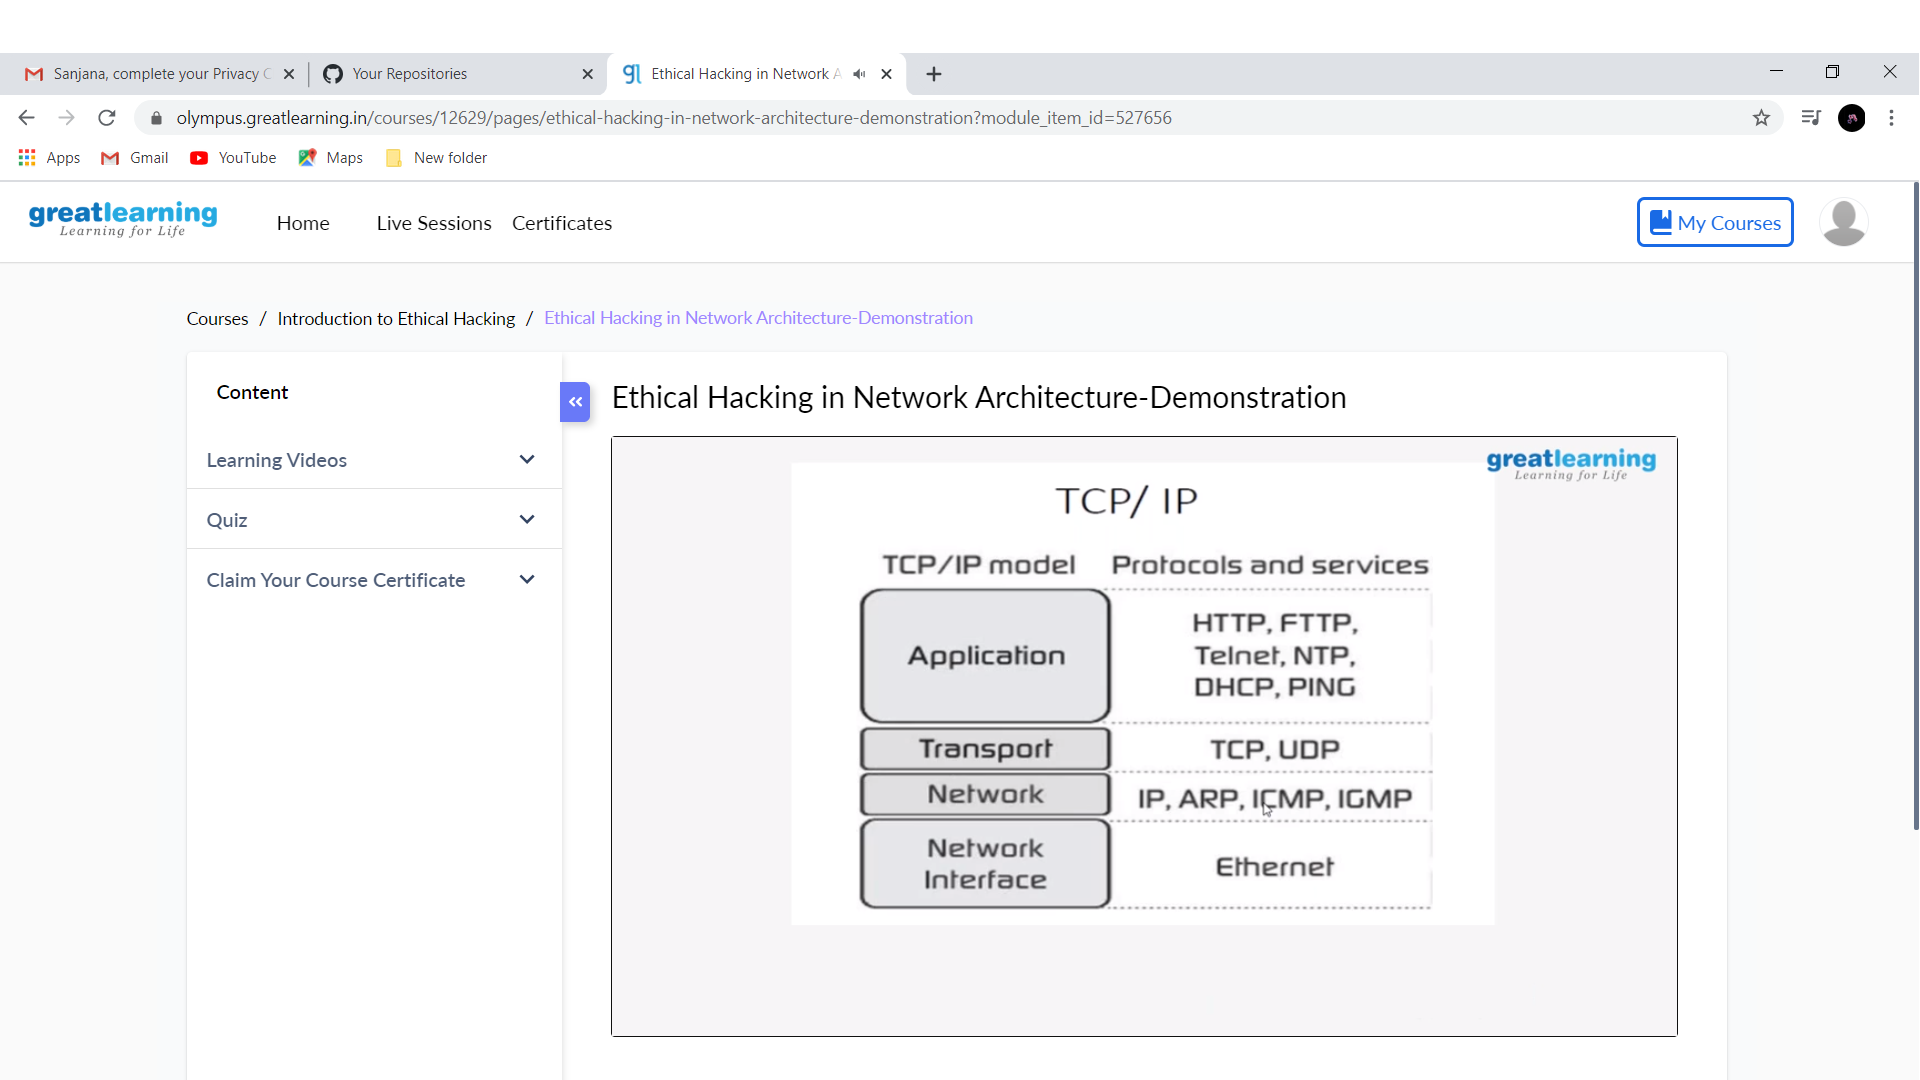 Sanjana, complete your Privacy C
Your Repositories
gl Ethical Hacking in Network A
olympus.greatlearning.in/courses/12629/pages/ethical-hacking-in-network-architecture-demonstration?module_item_id=527656
Apps Gmail YouTube Maps New folder
greatlearning
Learning for Life
Home Live Sessions Certificates
My Courses
Courses / Introduction to Ethical Hacking / Ethical Hacking in Network Architecture-Demonstration
Content
Learning Videos
Quiz
Claim Your Course Certificate
Ethical Hacking in Network Architecture-Demonstration
greatlearning
Learning for Life
TCP/ IP
TCP/IP model Protocols and services
Application
HTTP, FTTP,
Telnet, NTP,
DHCP, PING
Transport TCP, UDP
Network IP, ARP, ICMP, IGMP
Network
Interface
Ethernet